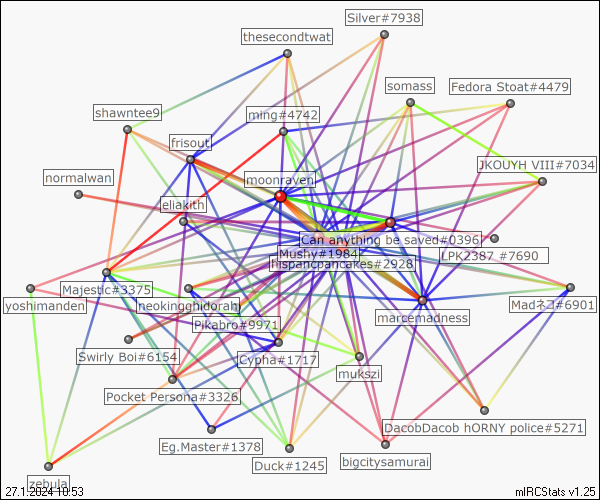 Silver#7938
thesecondtwat
somass
Fedora Stoat#4479
shawntee9
ming#4742
frisout
JKOUYH VIII#7034
normalwan
moonraven
eliakith
Can anything be saved#0396
Mushy#1984
LPK2387 #7690
hispancpancakes#2928
Majestic#3375
yoshimanden
neokingghidorah
Madネコ#6901
Pikabro#9971
marcemadness
Swirly Boi#6154
Cypha#1717
mukszi
Pocket Persona#3326
DacobDacob hORNY police#5271
Eg.Master#1378
Duck#1245
bigcitysamurai
zebula
27.1.2024 10:53
mIRCStats v1.25